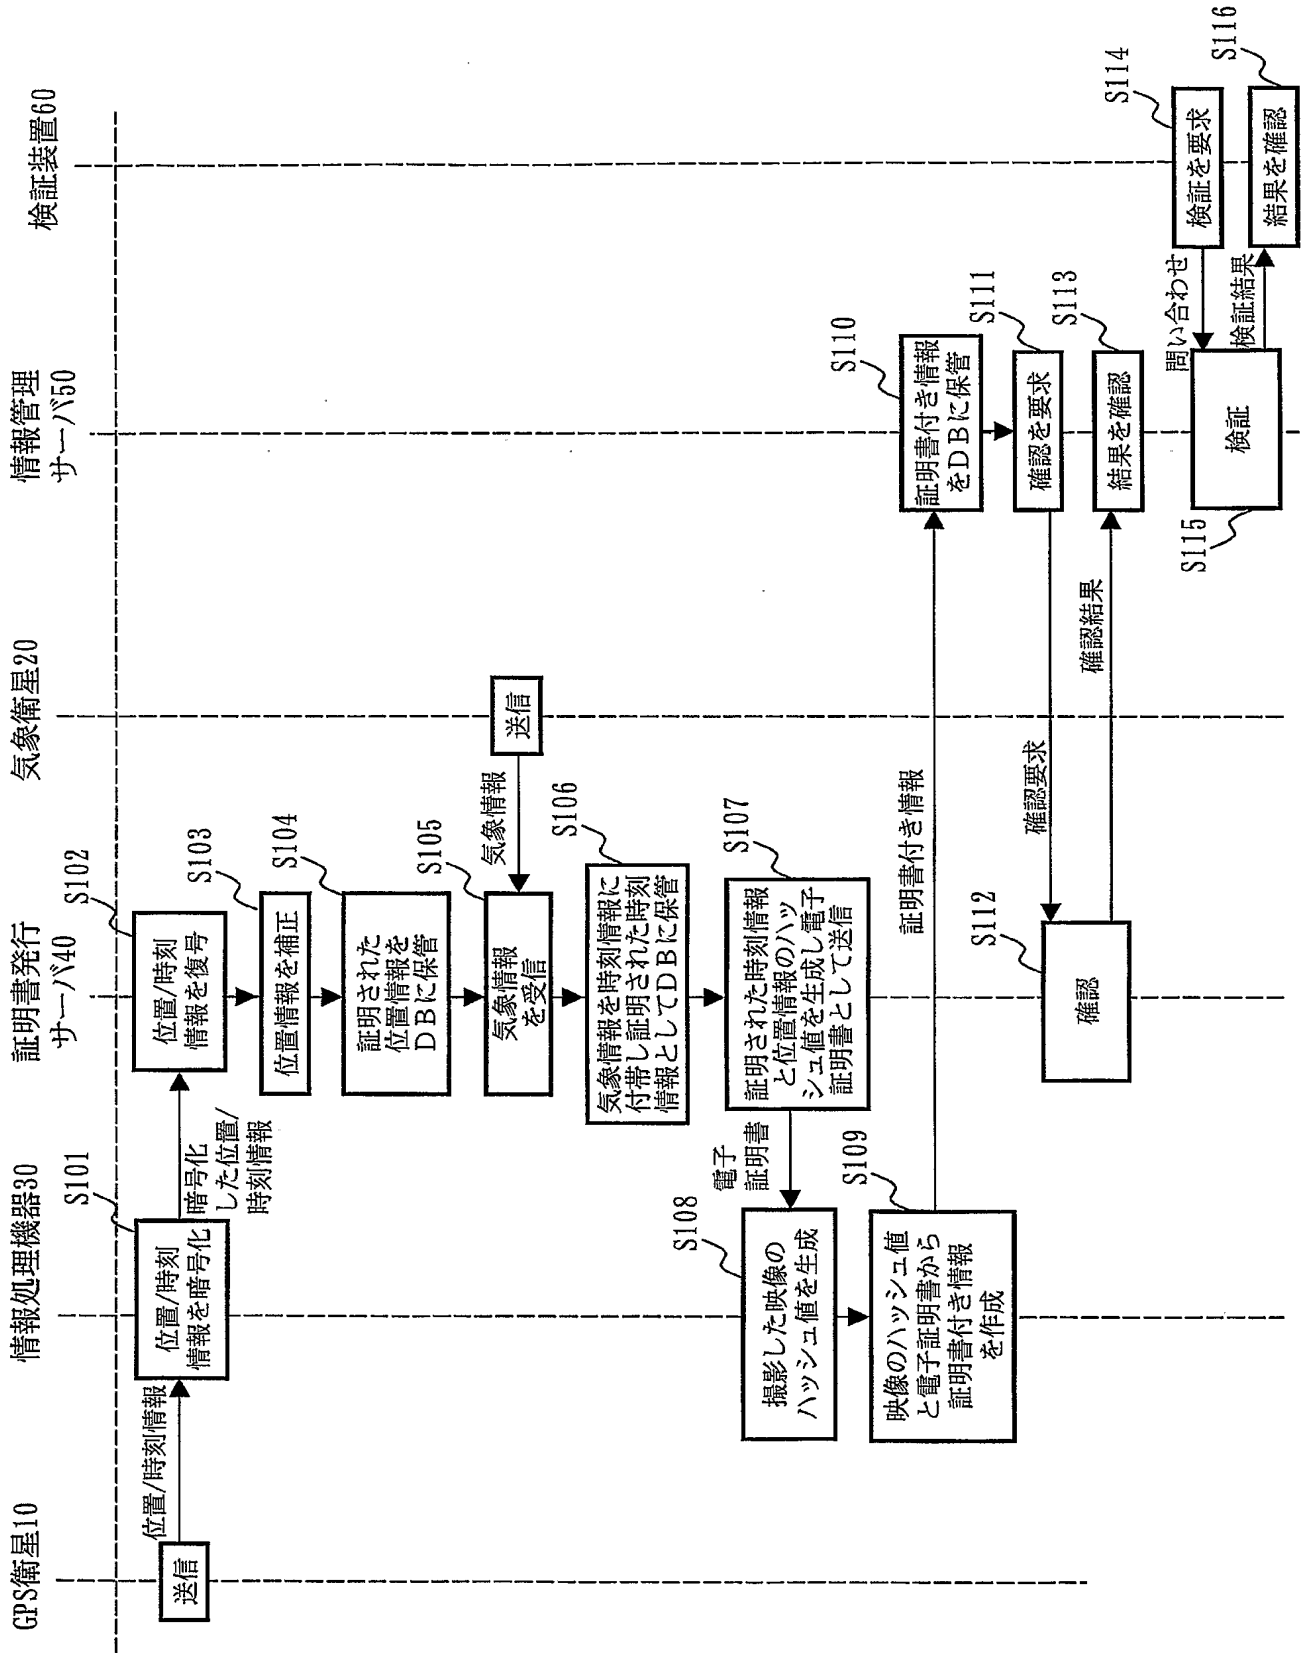 GPS衛星10
情報処理機器30
証明書発行
サーバ40
気象衛星20
情報管理
サーバ50
検証装置60
送信
位置/時刻情報
位置/時刻
情報を暗号化
S101
暗号化
した位置/
時刻情報
位置/時刻
情報を復号
S102
位置情報を補正
S103
証明された
位置情報を
DBに保管
S104
送信
気象情報
気象情報
を受信
S105
気象情報を時刻情報に
付帯し証明された時刻
情報としてDBに保管
S106
証明された時刻情報
と位置情報のハッ
シュ値を生成し電子
証明書として送信
S107
電子
証明書
撮影した映像の
ハッシュ値を生成
S108
映像のハッシュ値
と電子証明書から
証明書付き情報
を作成
S109
証明書付き情報
証明書付き情報
をDBに保管
S110
確認を要求
S111
確認要求
確認
S112
確認結果
結果を確認
S113
検証を要求
S114
問い合わせ
検証
S115
検証結果
結果を確認
S116